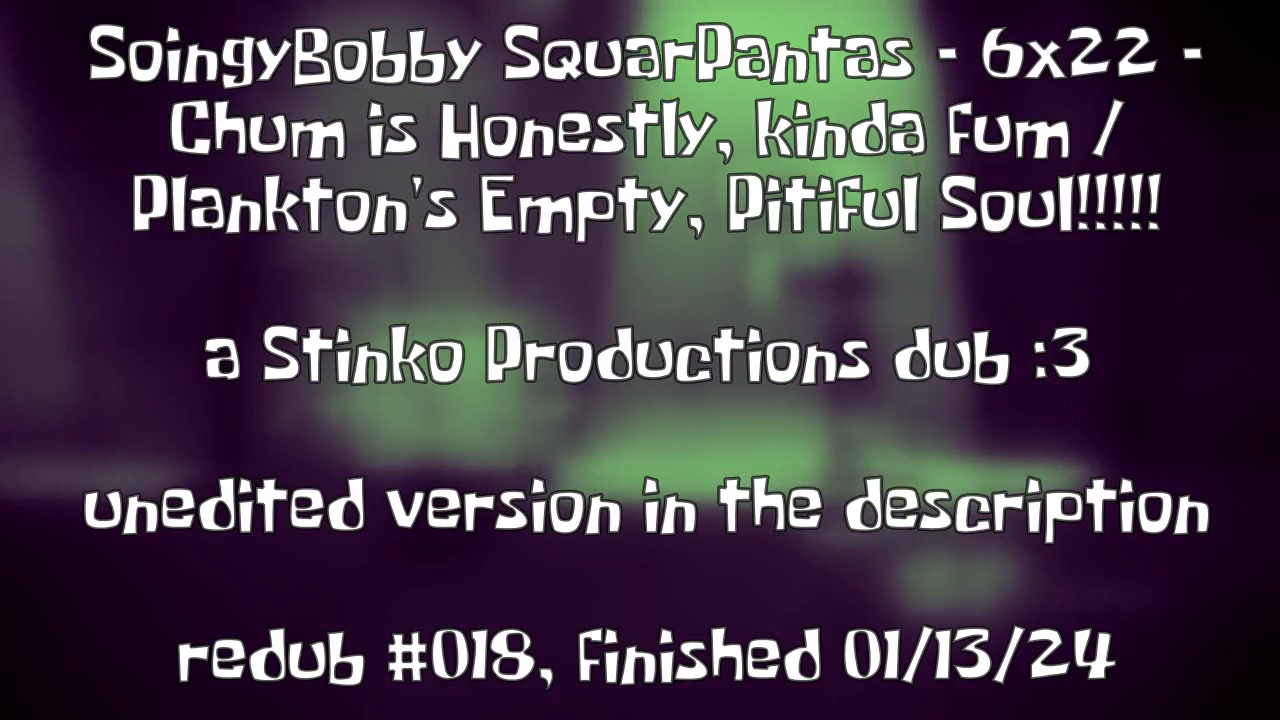 SoingyBobby SquarPantas - 6x22 -
Chum is Honestly, kinda Fum /
Plankton's Empty, Pitiful Soul!!!!!
a Stinko Productions dub :3
unedited version in the description
redub #018, finished 01/13/24